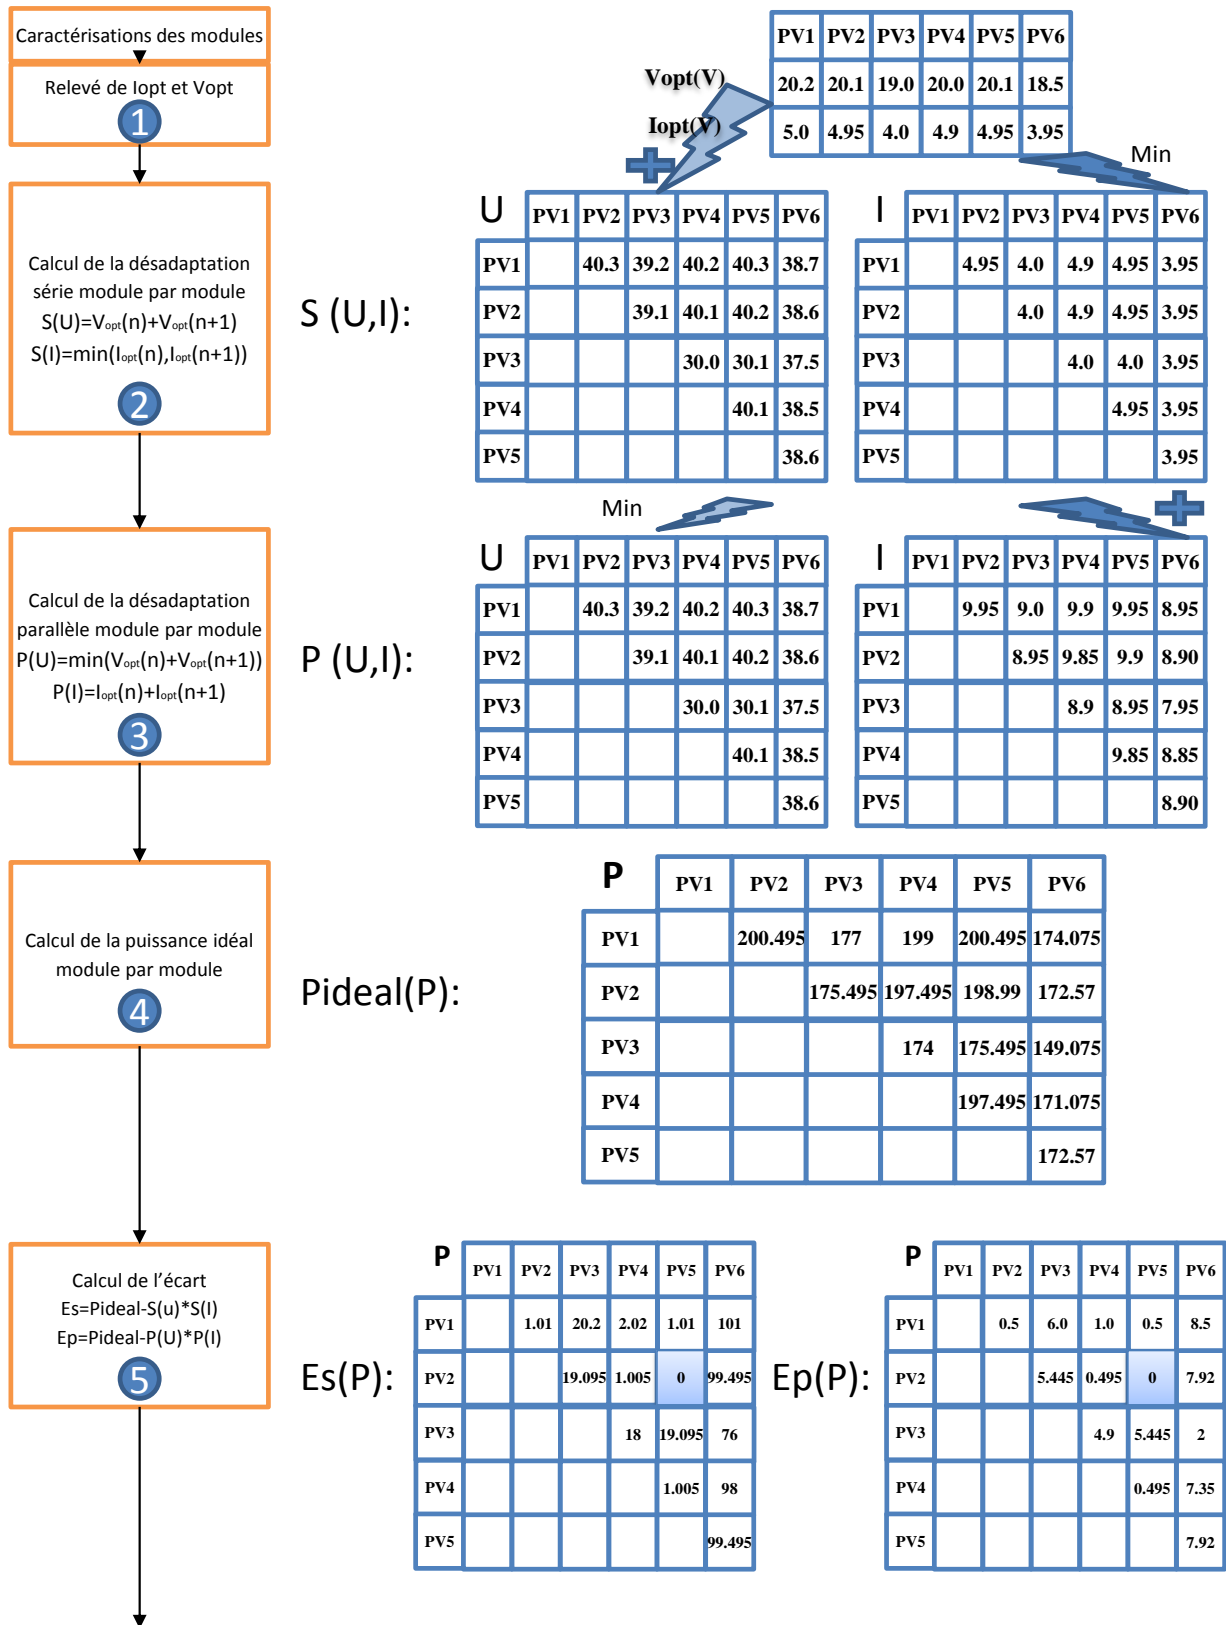 Caractérisations des modules
Relevé de Iopt et Vopt
1
PV1 PV2 PV3 PV4 PV5 PV6
Vopt(V) 20.2 20.1 19.0 20.0 20.1 18.5
Iopt(V) 5.0 4.95 4.0 4.9 4.95 3.95
Min
Calcul de la désadaptation
série module par module
S(U)=Vopt(n)+Vopt(n+1)
S(I)=min(Iopt(n),Iopt(n+1))
2
S (U,I):
U PV1 PV2 PV3 PV4 PV5 PV6
PV1 40.3 39.2 40.2 40.3 38.7
PV2 39.1 40.1 40.2 38.6
PV3 30.0 30.1 37.5
PV4 40.1 38.5
PV5 38.6
I PV1 PV2 PV3 PV4 PV5 PV6
PV1 4.95 4.0 4.9 4.95 3.95
PV2 4.0 4.9 4.95 3.95
PV3 4.0 4.0 3.95
PV4 4.95 3.95
PV5 3.95
Min
Calcul de la désadaptation
parallèle module par module
P(U)=min(Vopt(n)+Vopt(n+1))
P(I)=Iopt(n)+Iopt(n+1)
3
P (U,I):
U PV1 PV2 PV3 PV4 PV5 PV6
PV1 40.3 39.2 40.2 40.3 38.7
PV2 39.1 40.1 40.2 38.6
PV3 30.0 30.1 37.5
PV4 40.1 38.5
PV5 38.6
I PV1 PV2 PV3 PV4 PV5 PV6
PV1 9.95 9.0 9.9 9.95 8.95
PV2 8.95 9.85 9.9 8.90
PV3 8.9 8.95 7.95
PV4 9.85 8.85
PV5 8.90
Calcul de la puissance idéal
module par module
4
Pideal(P):
P PV1 PV2 PV3 PV4 PV5 PV6
PV1 200.495 177 199 200.495 174.075
PV2 175.495 197.495 198.99 172.57
PV3 174 175.495 149.075
PV4 197.495 171.075
PV5 172.57
Calcul de l’écart
Es=Pideal-S(u)*S(I)
Ep=Pideal-P(U)*P(I)
5
Es(P):
P PV1 PV2 PV3 PV4 PV5 PV6
PV1 1.01 20.2 2.02 1.01 101
PV2 19.095 1.005 0 99.495
PV3 18 19.095 76
PV4 1.005 98
PV5 99.495
Ep(P):
P PV1 PV2 PV3 PV4 PV5 PV6
PV1 0.5 6.0 1.0 0.5 8.5
PV2 5.445 0.495 0 7.92
PV3 4.9 5.445 2
PV4 0.495 7.35
PV5 7.92